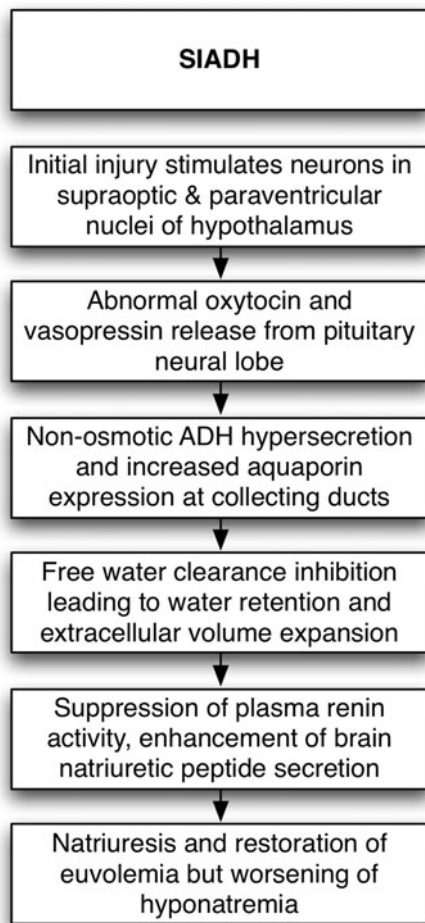 SIADH
Initial injury stimulates neurons in
supraoptic & paraventricular
nuclei of hypothalamus
Abnormal oxytocin and
vasopressin release from pituitary
neural lobe
Non-osmotic ADH hypersecretion
and increased aquaporin
expression at collecting ducts
Free water clearance inhibition
leading to water retention and
extracellular volume expansion
Suppression of plasma renin
activity, enhancement of brain
natriuretic peptide secretion
Natriuresis and restoration of
euvolemia but worsening of
hyponatremia